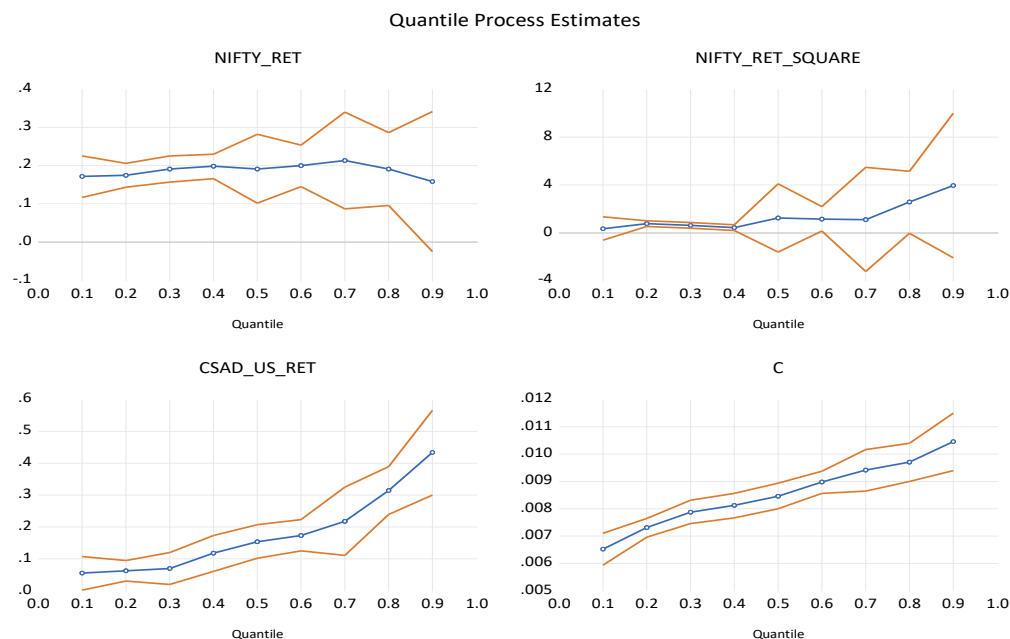 Quantile Process Estimates
NIFTY_RET
.4
.3
.2
.1
.0
-.1
0.0 0.1 0.2 0.3 0.4 0.5 0.6 0.7 0.8 0.9 1.0
Quantile
NIFTY_RET_SQUARE
12
8
4
0
-4
0.0 0.1 0.2 0.3 0.4 0.5 0.6 0.7 0.8 0.9 1.0
Quantile
CSAD_US_RET
.6
.5
.4
.3
.2
.1
.0
0.0 0.1 0.2 0.3 0.4 0.5 0.6 0.7 0.8 0.9 1.0
Quantile
C
.012
.011
.010
.009
.008
.007
.006
.005
0.0 0.1 0.2 0.3 0.4 0.5 0.6 0.7 0.8 0.9 1.0
Quantile